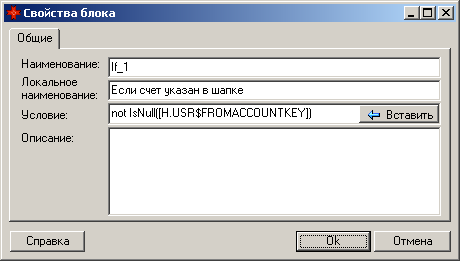 Свойства блока
Общие
Наименование: If_1
Локальное наименование: Если счет указан в шапке
Условие: not IsNull([H.USR$FROMACCOUNTKEY]) Вставить
Описание:
Справка Ok Отмена